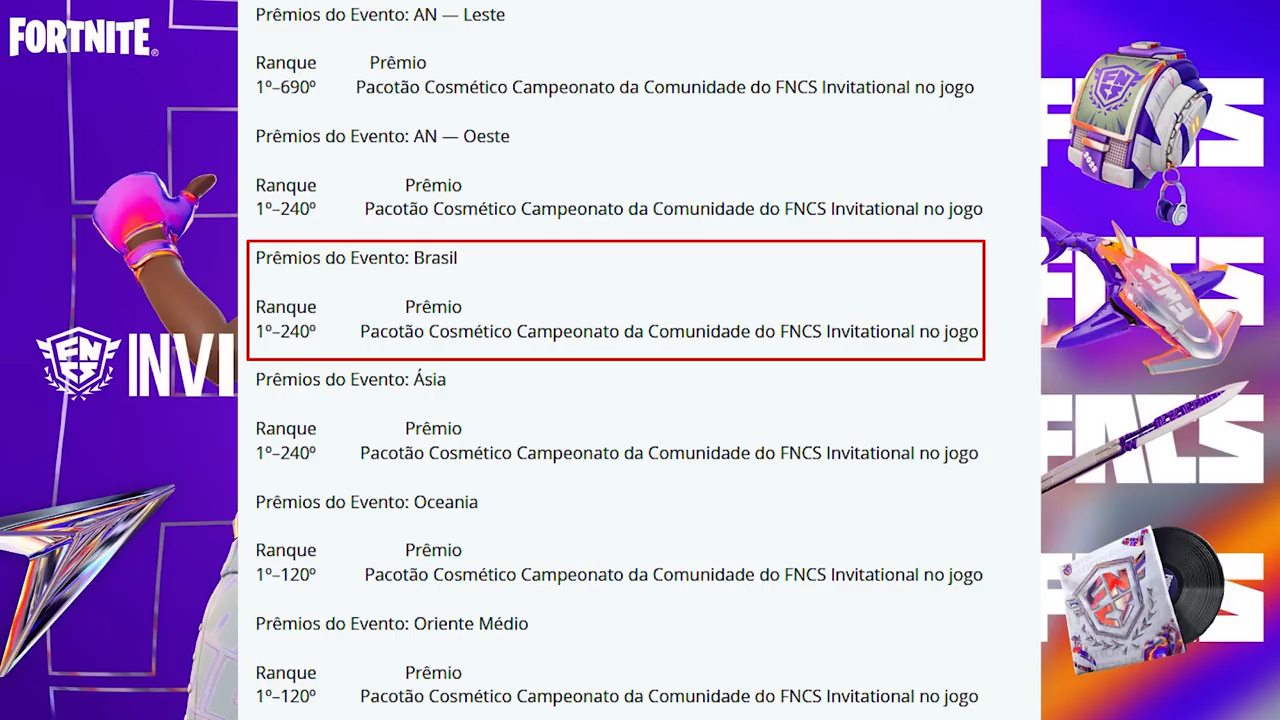 FORTNITE
Prêmios do Evento: AN — Leste
Ranque Prêmio
1º–690º Pacotão Cosmético Campeonato da Comunidade do FNCS Invitational no jogo
Prêmios do Evento: AN — Oeste
Ranque Prêmio
1º–240º Pacotão Cosmético Campeonato da Comunidade do FNCS Invitational no jogo
Prêmios do Evento: Brasil
Ranque Prêmio
1º–240º Pacotão Cosmético Campeonato da Comunidade do FNCS Invitational no jogo
Prêmios do Evento: Ásia
Ranque Prêmio
1º–240º Pacotão Cosmético Campeonato da Comunidade do FNCS Invitational no jogo
Prêmios do Evento: Oceania
Ranque Prêmio
1º–120º Pacotão Cosmético Campeonato da Comunidade do FNCS Invitational no jogo
Prêmios do Evento: Oriente Médio
Ranque Prêmio
1º–120º Pacotão Cosmético Campeonato da Comunidade do FNCS Invitational no jogo
FNCS INVI
FNCS
FNCS